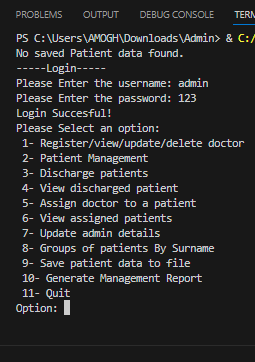 PROBLEMS OUTPUT DEBUG CONSOLE
PS C:\Users\AMOGH\Downloads\Admin> & C:/
No saved Patient data found.
-----Login-----
Please Enter the username: admin
Please Enter the password: 123
Login Succesful!
Please Select an option:
1- Register/view/update/delete doctor
2- Patient Management
3- Discharge patients
4- View discharged patient
5- Assign doctor to a patient
6- View assigned patients
7- Update admin details
8- Groups of patients By Surname
9- Save patient data to file
10- Generate Management Report
11- Quit
Option: